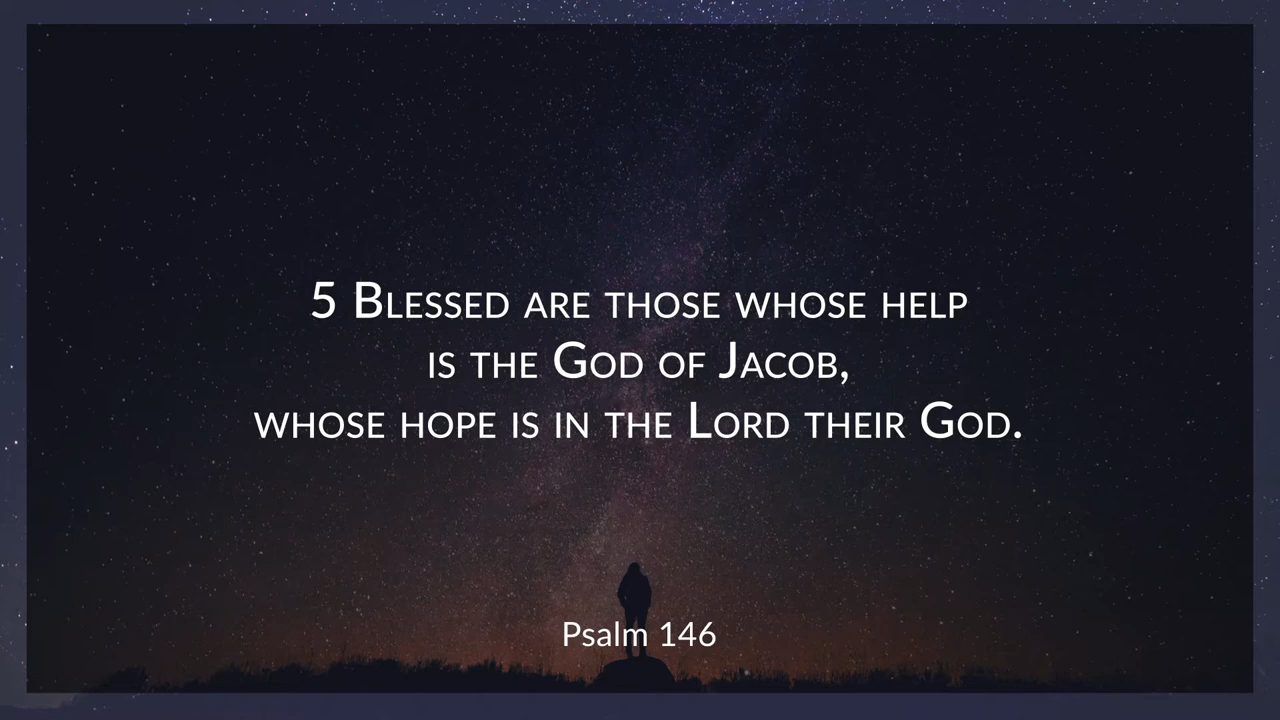 5 Blessed are those whose help
is the God of Jacob,
whose hope is in the Lord their God.
Psalm 146